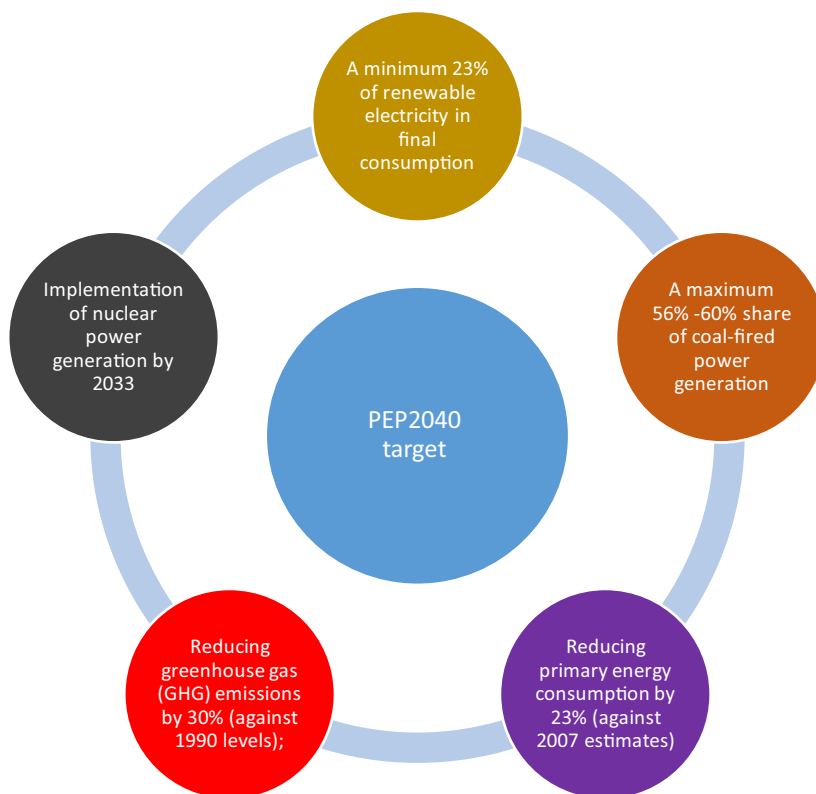 A minimum 23%
of renewable
electricity in
final
consumption
A maximum
56% -60% share
of coal-fired
power
generation
Reducing
primary energy
consumption by
23% (against
2007 estimates)
Reducing
greenhouse gas
(GHG) emissions
by 30% (against
1990 levels);
Implementation
of nuclear
power
generation by
2033
PEP2040
target